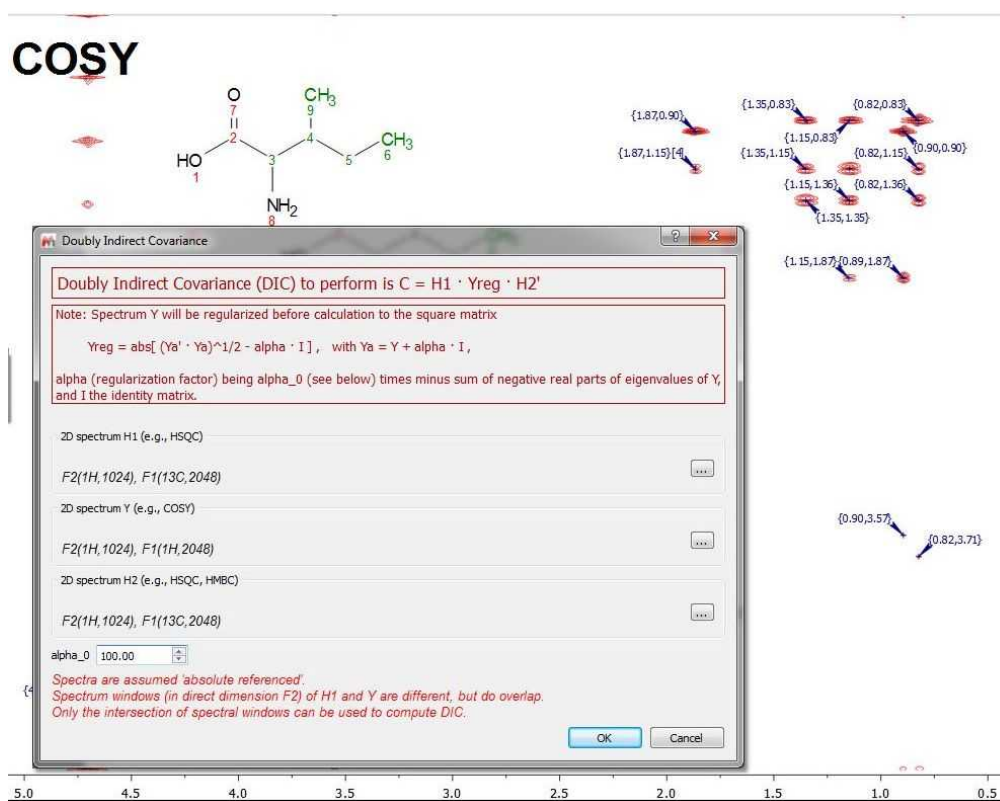 COSY
O
7
CH3
9
2
4
CH3
HO
1
3
5
6
NH2
8
{1.87,0.90}
{1.35,0.83}
{0.82,0.83}
{1.15,0.83}
{0.90,0.90}
{1.87,1.15}[4]
{1.35,1.15}
{0.82,1.15}
{1.15,1.36}
{0.82,1.36}
{1.35,1.35}
{1.15,1.87}
{0.89,1.87}
{0.90,3.57}
{0.82,3.71}
Doubly Indirect Covariance
?
X
Doubly Indirect Covariance (DIC) to perform is C = H1 · Yreg · H2'
Note: Spectrum Y will be regularized before calculation to the square matrix
Yreg = abs[ (Ya' · Ya)^1/2 - alpha · I ] , with Ya = Y + alpha · I ,
alpha (regularization factor) being alpha_0 (see below) times minus sum of negative real parts of eigenvalues of Y,
and I the identity matrix.
2D spectrum H1 (e.g., HSQC)
F2(1H,1024), F1(13C,2048)
...
2D spectrum Y (e.g., COSY)
F2(1H,1024), F1(1H,2048)
...
2D spectrum H2 (e.g., HSQC, HMBC)
F2(1H,1024), F1(13C,2048)
...
alpha_0 100.00
Spectra are assumed 'absolute referenced'.
Spectrum windows (in direct dimension F2) of H1 and Y are different, but do overlap.
Only the intersection of spectral windows can be used to compute DIC.
OK Cancel
5.0 4.5 4.0 3.5 3.0 2.5 2.0 1.5 1.0 0.5